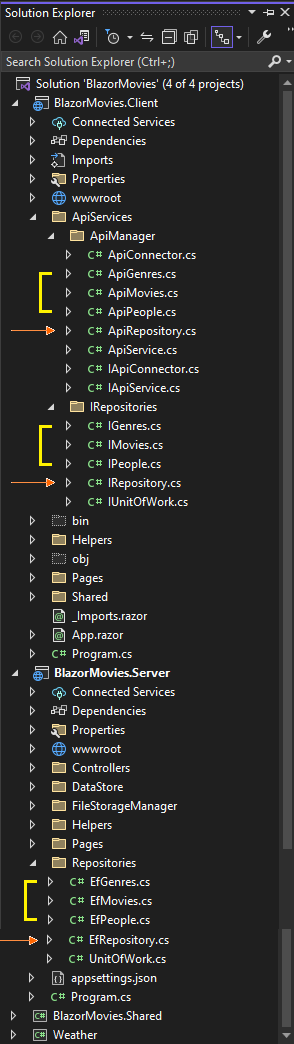 Solution Explorer
Search Solution Explorer (Ctrl+;)
Solution 'BlazorMovies' (4 of 4 projects)
BlazorMovies.Client
Connected Services
Dependencies
Imports
Properties
wwwroot
ApiServices
ApiManager
C# ApiConnector.cs
C# ApiGenres.cs
C# ApiMovies.cs
C# ApiPeople.cs
C# ApiRepository.cs
C# ApiService.cs
C# IApiConnector.cs
C# IApiService.cs
IRepositories
C# IGenres.cs
C# IMovies.cs
C# IPeople.cs
C# IRepository.cs
C# IUnitOfWork.cs
bin
Helpers
obj
Pages
Shared
@ _Imports.razor
@ App.razor
C# Program.cs
BlazorMovies.Server
Connected Services
Dependencies
Properties
wwwroot
Controllers
DataStore
FileStorageManager
Helpers
Pages
Repositories
C# EfGenres.cs
C# EfMovies.cs
C# EfPeople.cs
C# EfRepository.cs
C# UnitOfWork.cs
appsettings.json
C# Program.cs
C# BlazorMovies.Shared
C# Weather